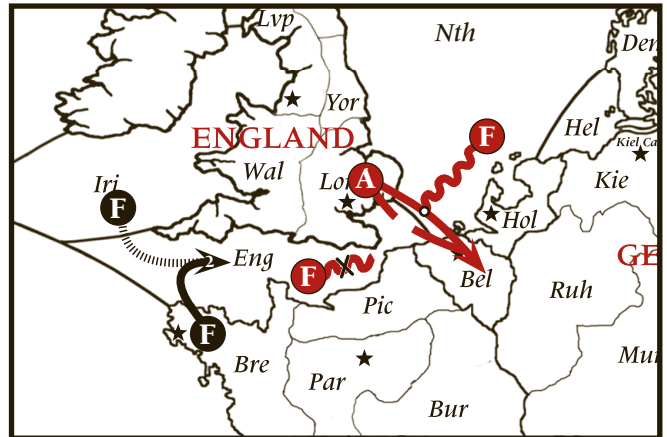 Lvp
Nth
Den
Yor
Hel
ENGLAND
F
Kiel Ca
Wal
Kie
Iri
Lon
A
F
Hol
GE
Eng
F
Bel
Pic
Ruh
F
Bre
Par
Mun
Bur